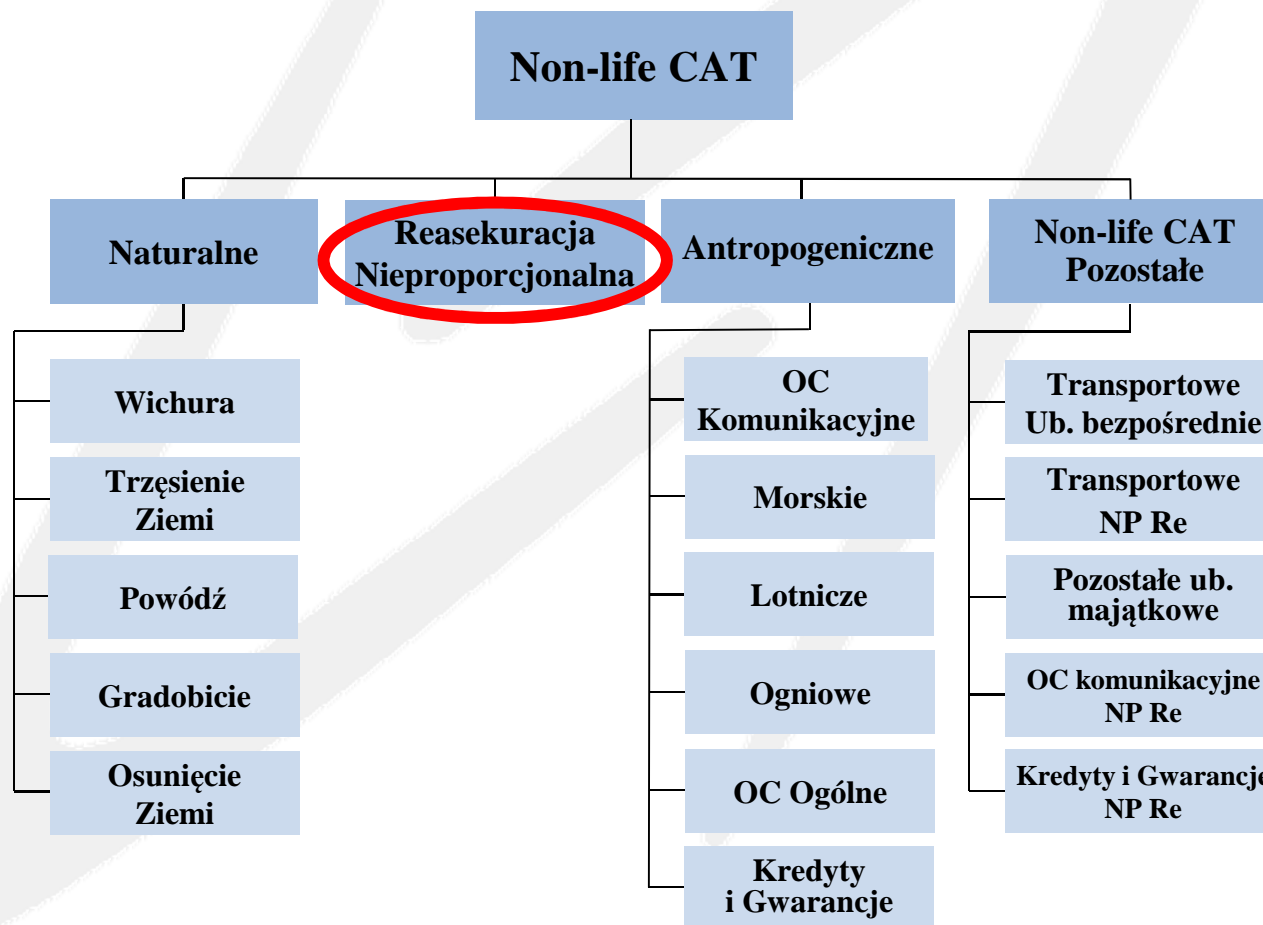 Non-life CAT
Naturalne
Reasekuracja
Nieproporcjonalna
Antropogeniczne
Non-life CAT
Pozostałe
Wichura
Trzęsienie
Ziemi
Powódź
Gradobicie
Osunięcie
Ziemi
OC
Komunikacyjne
Morskie
Lotnicze
Ogniowe
OC Ogólne
Kredyty
i Gwarancje
Transportowe
Ub. bezpośrednie
Transportowe
NP Re
Pozostałe ub.
majątkowe
OC komunikacyjne
NP Re
Kredyty i Gwarancje
NP Re